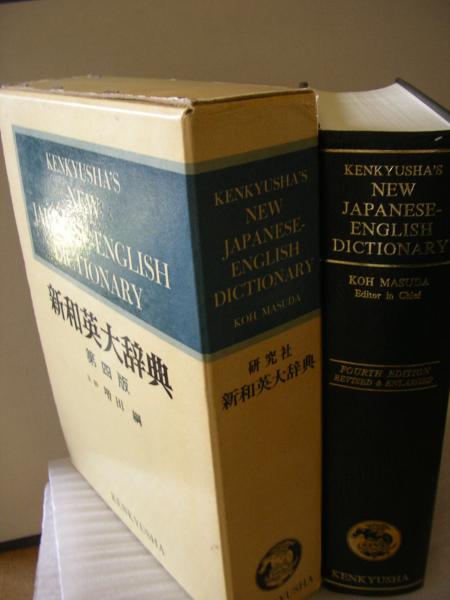 KENKYUSHA'S
NEW
JAPANESE-ENGLISH
DICTIONARY
新和英大辞典
第四版
増田 綱
KENKYUSHA
KENKYUSHA'S
NEW
JAPANESE-
ENGLISH
DICTIONARY
KOH MASUDA
研究社
新和英大辞典
KENKYUSHA'S
NEW
JAPANESE-
ENGLISH
DICTIONARY
KOH MASUDA
Editor in Chief
FOURTH EDITION
REVISED & ENLARGED
KENKYUSHA